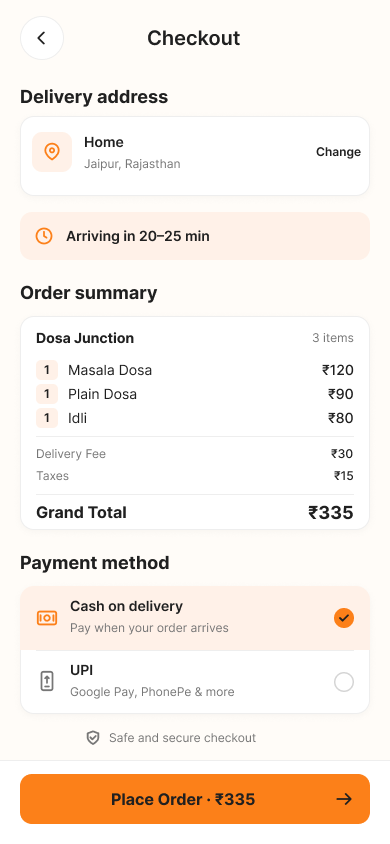 Checkout
Delivery address
Home
Jaipur, Rajasthan
Change
Arriving in 20–25 min
Order summary
Dosa Junction 3 items
1 Masala Dosa ₹120
1 Plain Dosa ₹90
1 Idli ₹80
Delivery Fee ₹30
Taxes ₹15
Grand Total ₹335
Payment method
Cash on delivery
Pay when your order arrives
UPI
Google Pay, PhonePe & more
Safe and secure checkout
Place Order · ₹335